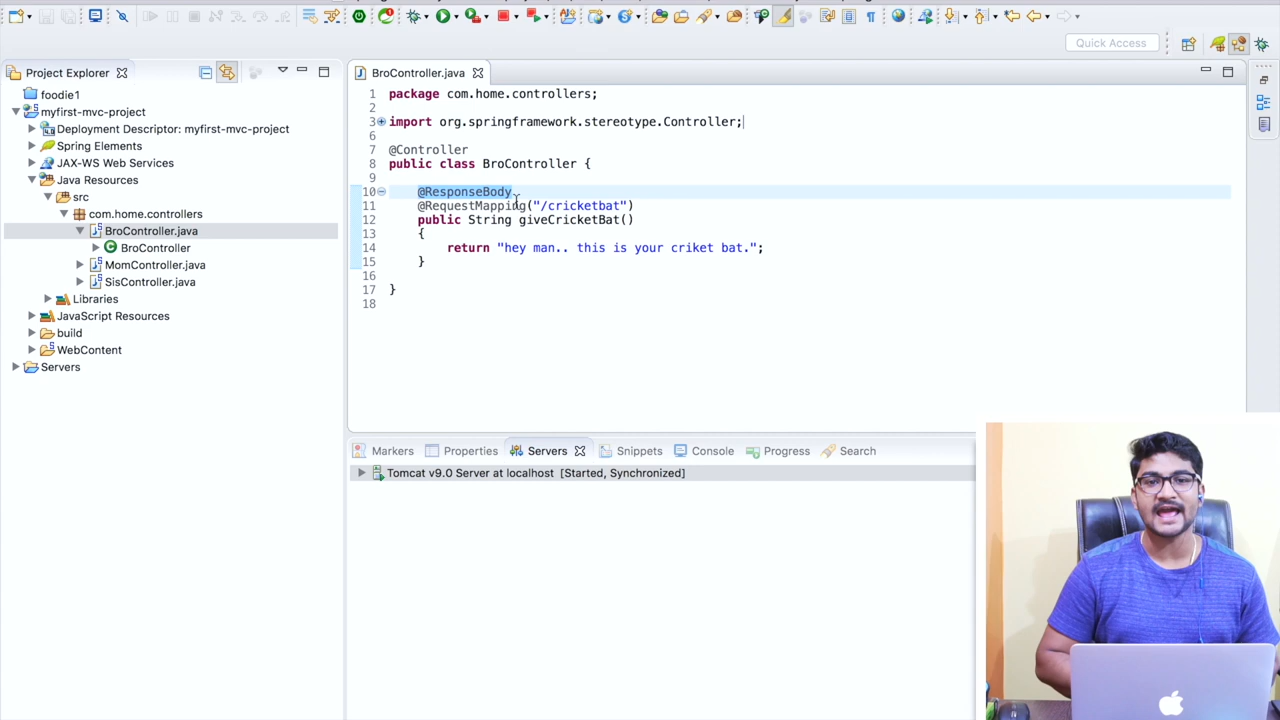 Quick Access
Project Explorer
foodie1
myfirst-mvc-project
Deployment Descriptor: myfirst-mvc-project
Spring Elements
JAX-WS Web Services
Java Resources
src
com.home.controllers
BroController.java
BroController
MomController.java
SisController.java
Libraries
JavaScript Resources
build
WebContent
Servers
BroController.java
1 package com.home.controllers;
2
3 import org.springframework.stereotype.Controller;
6
7 @Controller
8 public class BroController {
9
10 @ResponseBody
11 @RequestMapping("/cricketbat")
12 public String giveCricketBat()
13 {
14 return "hey man.. this is your criket bat.";
15 }
16
17 }
18
Markers Properties Servers Snippets Console Progress Search
Tomcat v9.0 Server at localhost [Started, Synchronized]